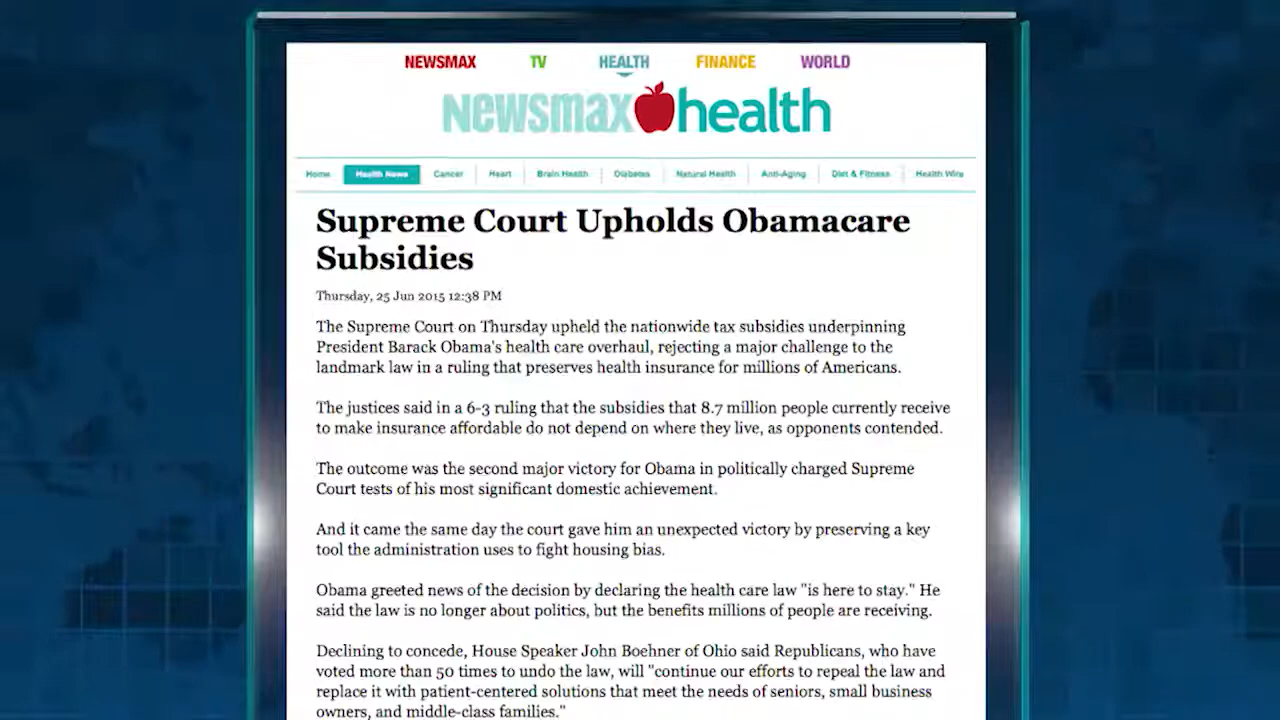 NEWSMAX TV HEALTH FINANCE WORLD
newsmax health
Home Health News Cancer Heart Brain Health Diabetes Natural Health Anti-Aging Diet & Fitness Health Wire
Supreme Court Upholds Obamacare
Subsidies
Thursday, 25 Jun 2015 12:38 PM
The Supreme Court on Thursday upheld the nationwide tax subsidies underpinning
President Barack Obama's health care overhaul, rejecting a major challenge to the
landmark law in a ruling that preserves health insurance for millions of Americans.
The justices said in a 6-3 ruling that the subsidies that 8.7 million people currently receive
to make insurance affordable do not depend on where they live, as opponents contended.
The outcome was the second major victory for Obama in politically charged Supreme
Court tests of his most significant domestic achievement.
And it came the same day the court gave him an unexpected victory by preserving a key
tool the administration uses to fight housing bias.
Obama greeted news of the decision by declaring the health care law "is here to stay." He
said the law is no longer about politics, but the benefits millions of people are receiving.
Declining to concede, House Speaker John Boehner of Ohio said Republicans, who have
voted more than 50 times to undo the law, will "continue our efforts to repeal the law and
replace it with patient-centered solutions that meet the needs of seniors, small business
owners, and middle-class families."